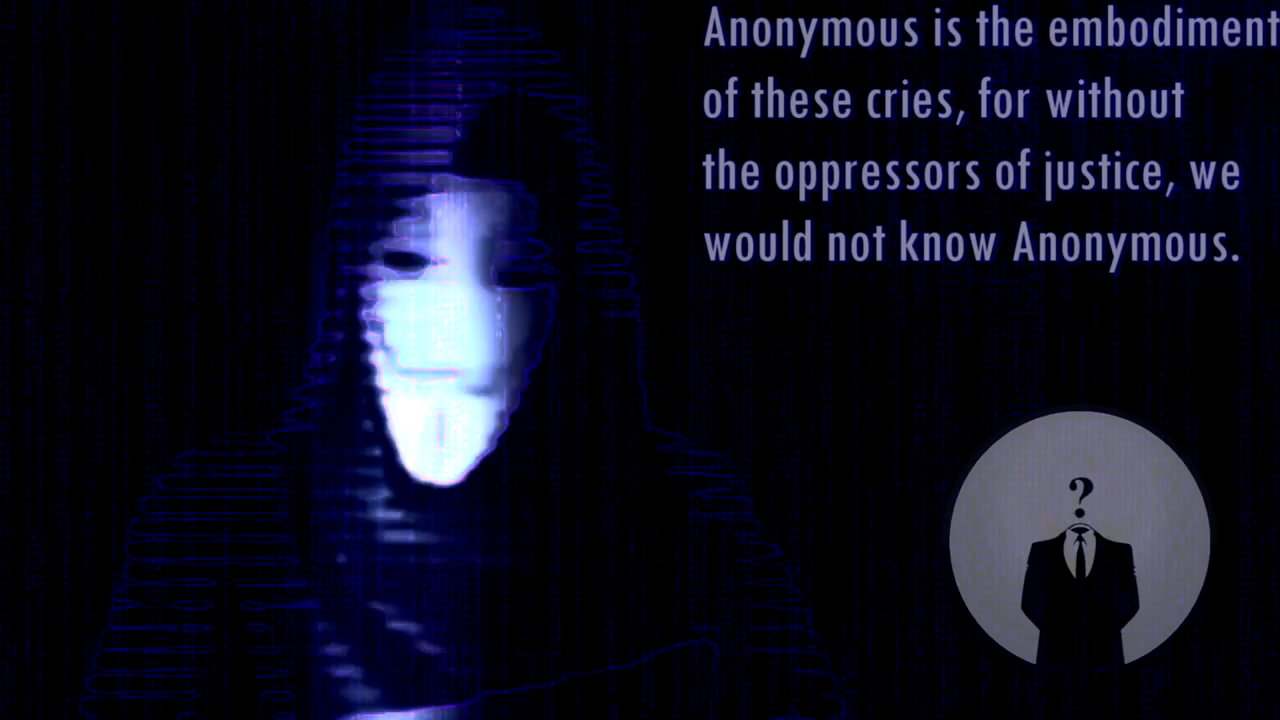 Anonymous is the embodiment
of these cries, for without
the oppressors of justice, we
would not know Anonymous.
?